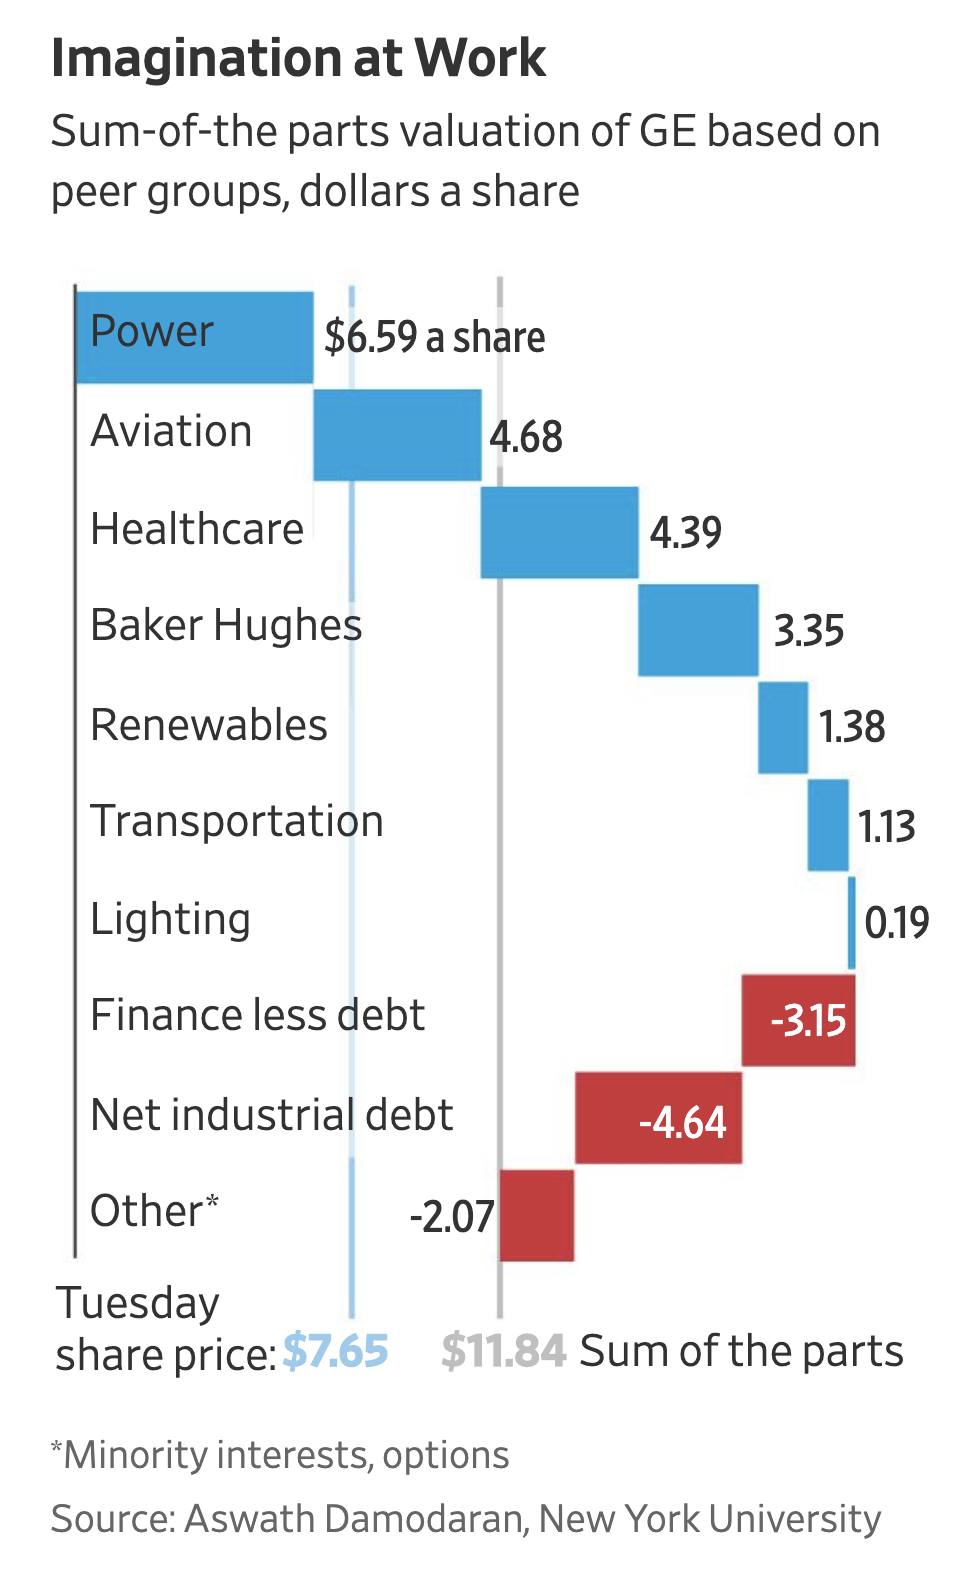 Imagination at Work
Sum-of-the parts valuation of GE based on
peer groups, dollars a share
Power $6.59 a share
Aviation 4.68
Healthcare 4.39
Baker Hughes 3.35
Renewables 1.38
Transportation 1.13
Lighting 0.19
Finance less debt -3.15
Net industrial debt -4.64
Other* -2.07
Tuesday
share price: $7.65 $11.84 Sum of the parts
*Minority interests, options
Source: Aswath Damodaran, New York University